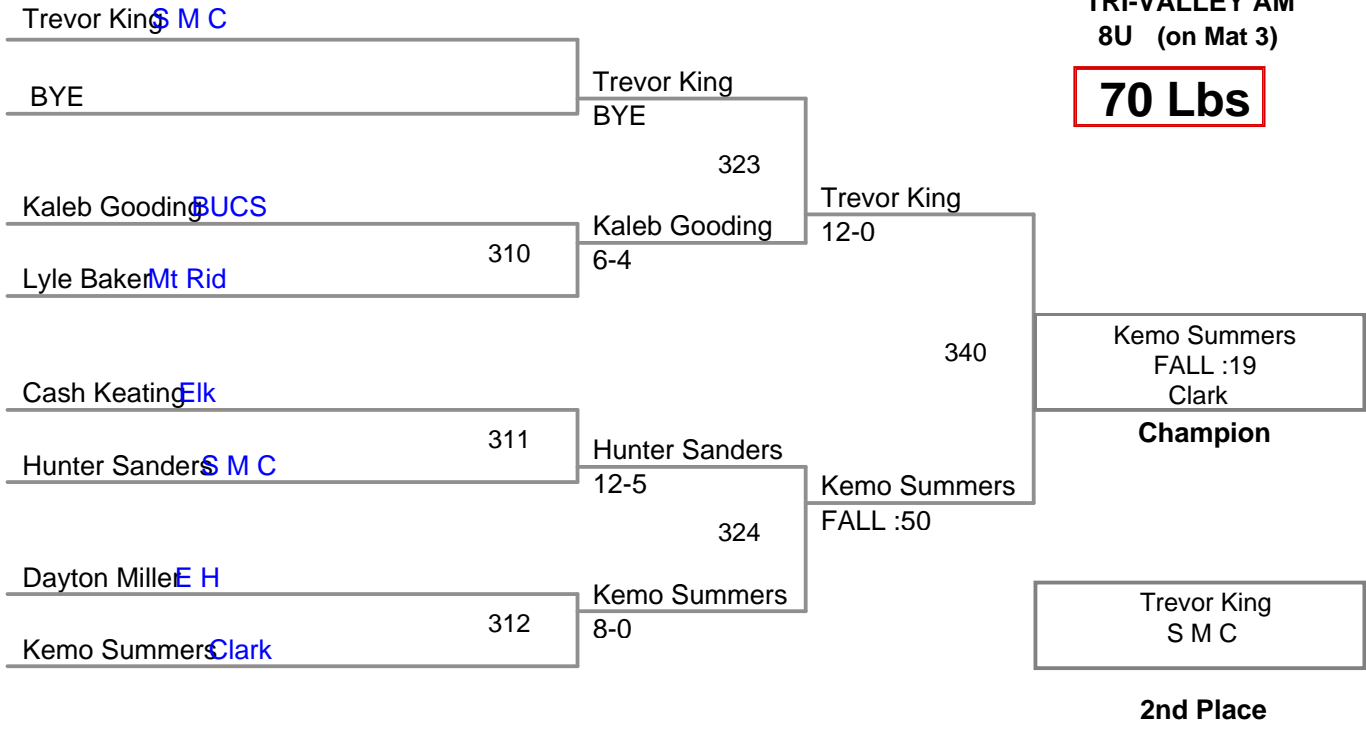 TRI-VALLEY AM
8U (on Mat 3)
70 Lbs
Trevor King S M C
BYE
Kaleb Gooding BUCS
310
Lyle Baker Mt Rid
Cash Keating Elk
311
Hunter Sanders S M C
Dayton Miller E H
312
Kemo Summers Clark
Trevor King
BYE
323
Kaleb Gooding
6-4
Hunter Sanders
12-5
324
Kemo Summers
8-0
Trevor King
12-0
340
Kemo Summers
FALL :50
Kemo Summers
FALL :19
Clark
Champion
Trevor King
S M C
2nd Place